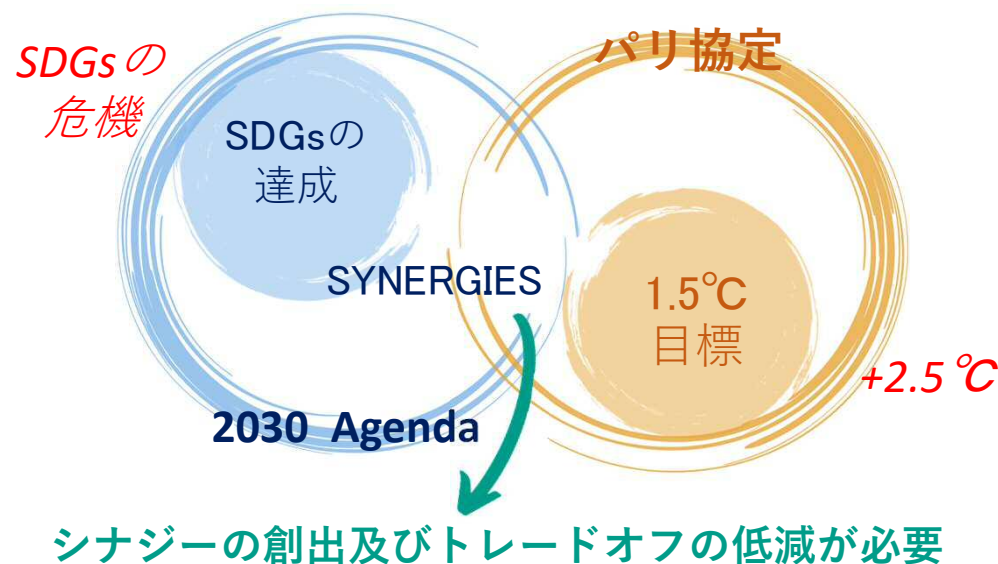 SDGsの
危機
パリ協定
SDGsの
達成
SYNERGIES
1.5℃
目標
+2.5℃
2030 Agenda
シナジーの創出及びトレードオフの低減が必要